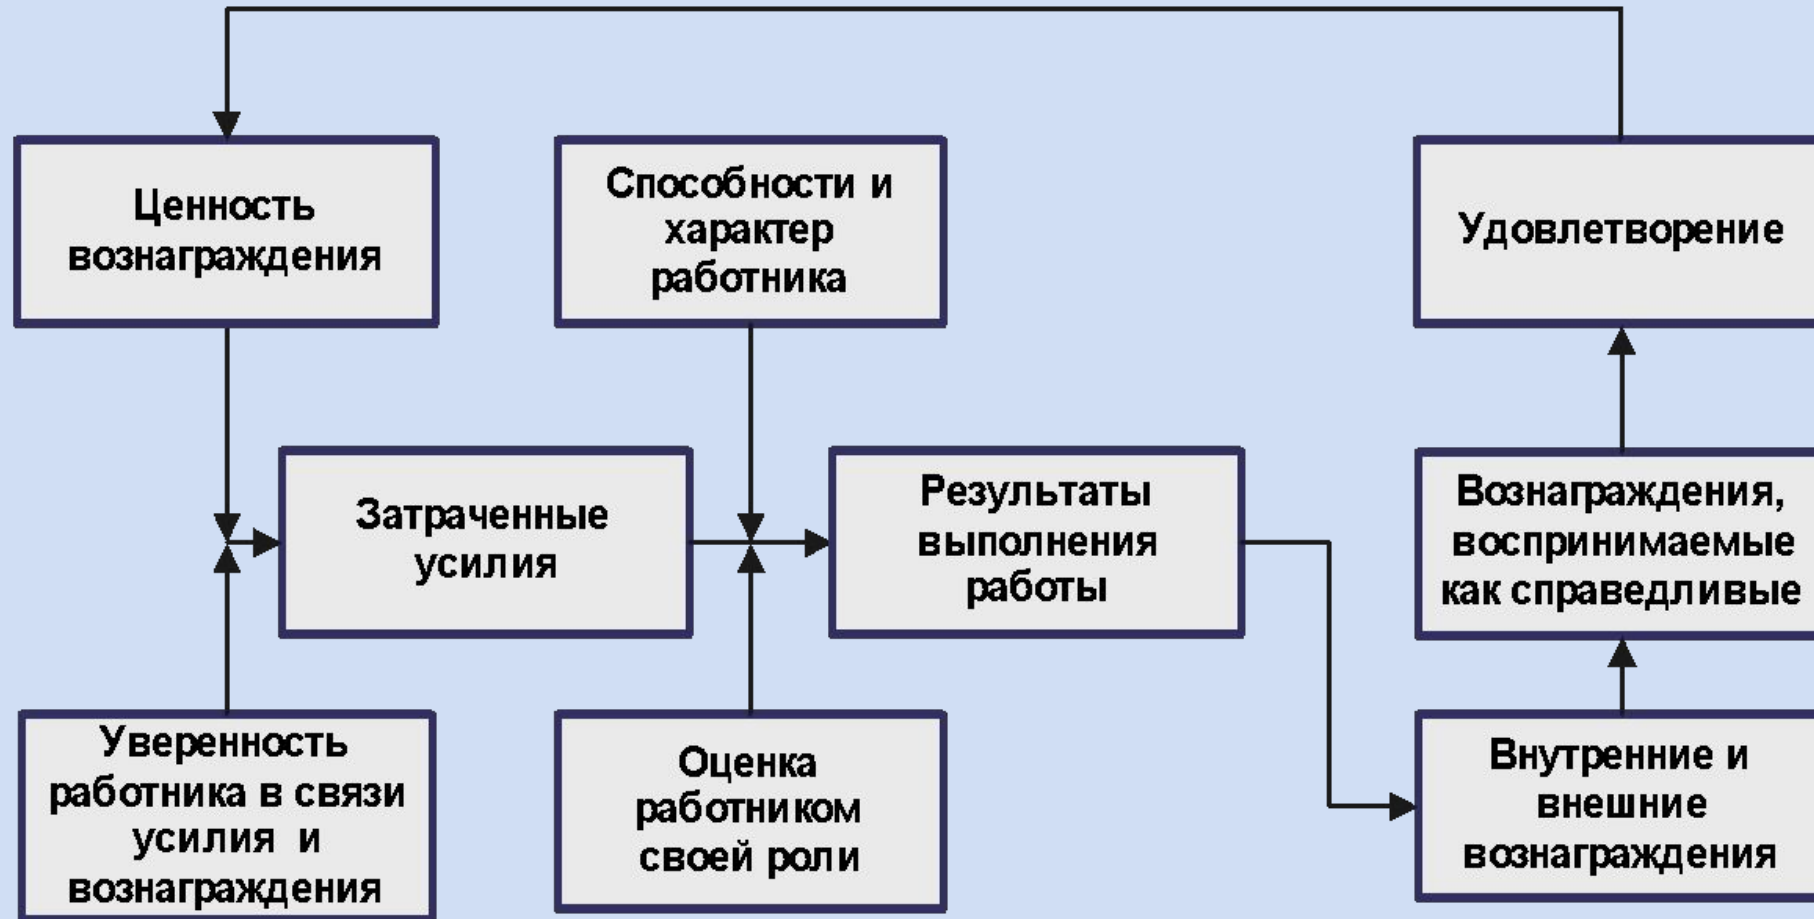 Ценность
вознаграждения
Способности и
характер
работника
Удовлетворение
Затраченные
усилия
Результаты
выполнения
работы
Вознаграждения,
воспринимаемые
как справедливые
Уверенность
работника в связи
усилия и
вознаграждения
Оценка
работником
своей роли
Внутренние и
внешние
вознаграждения